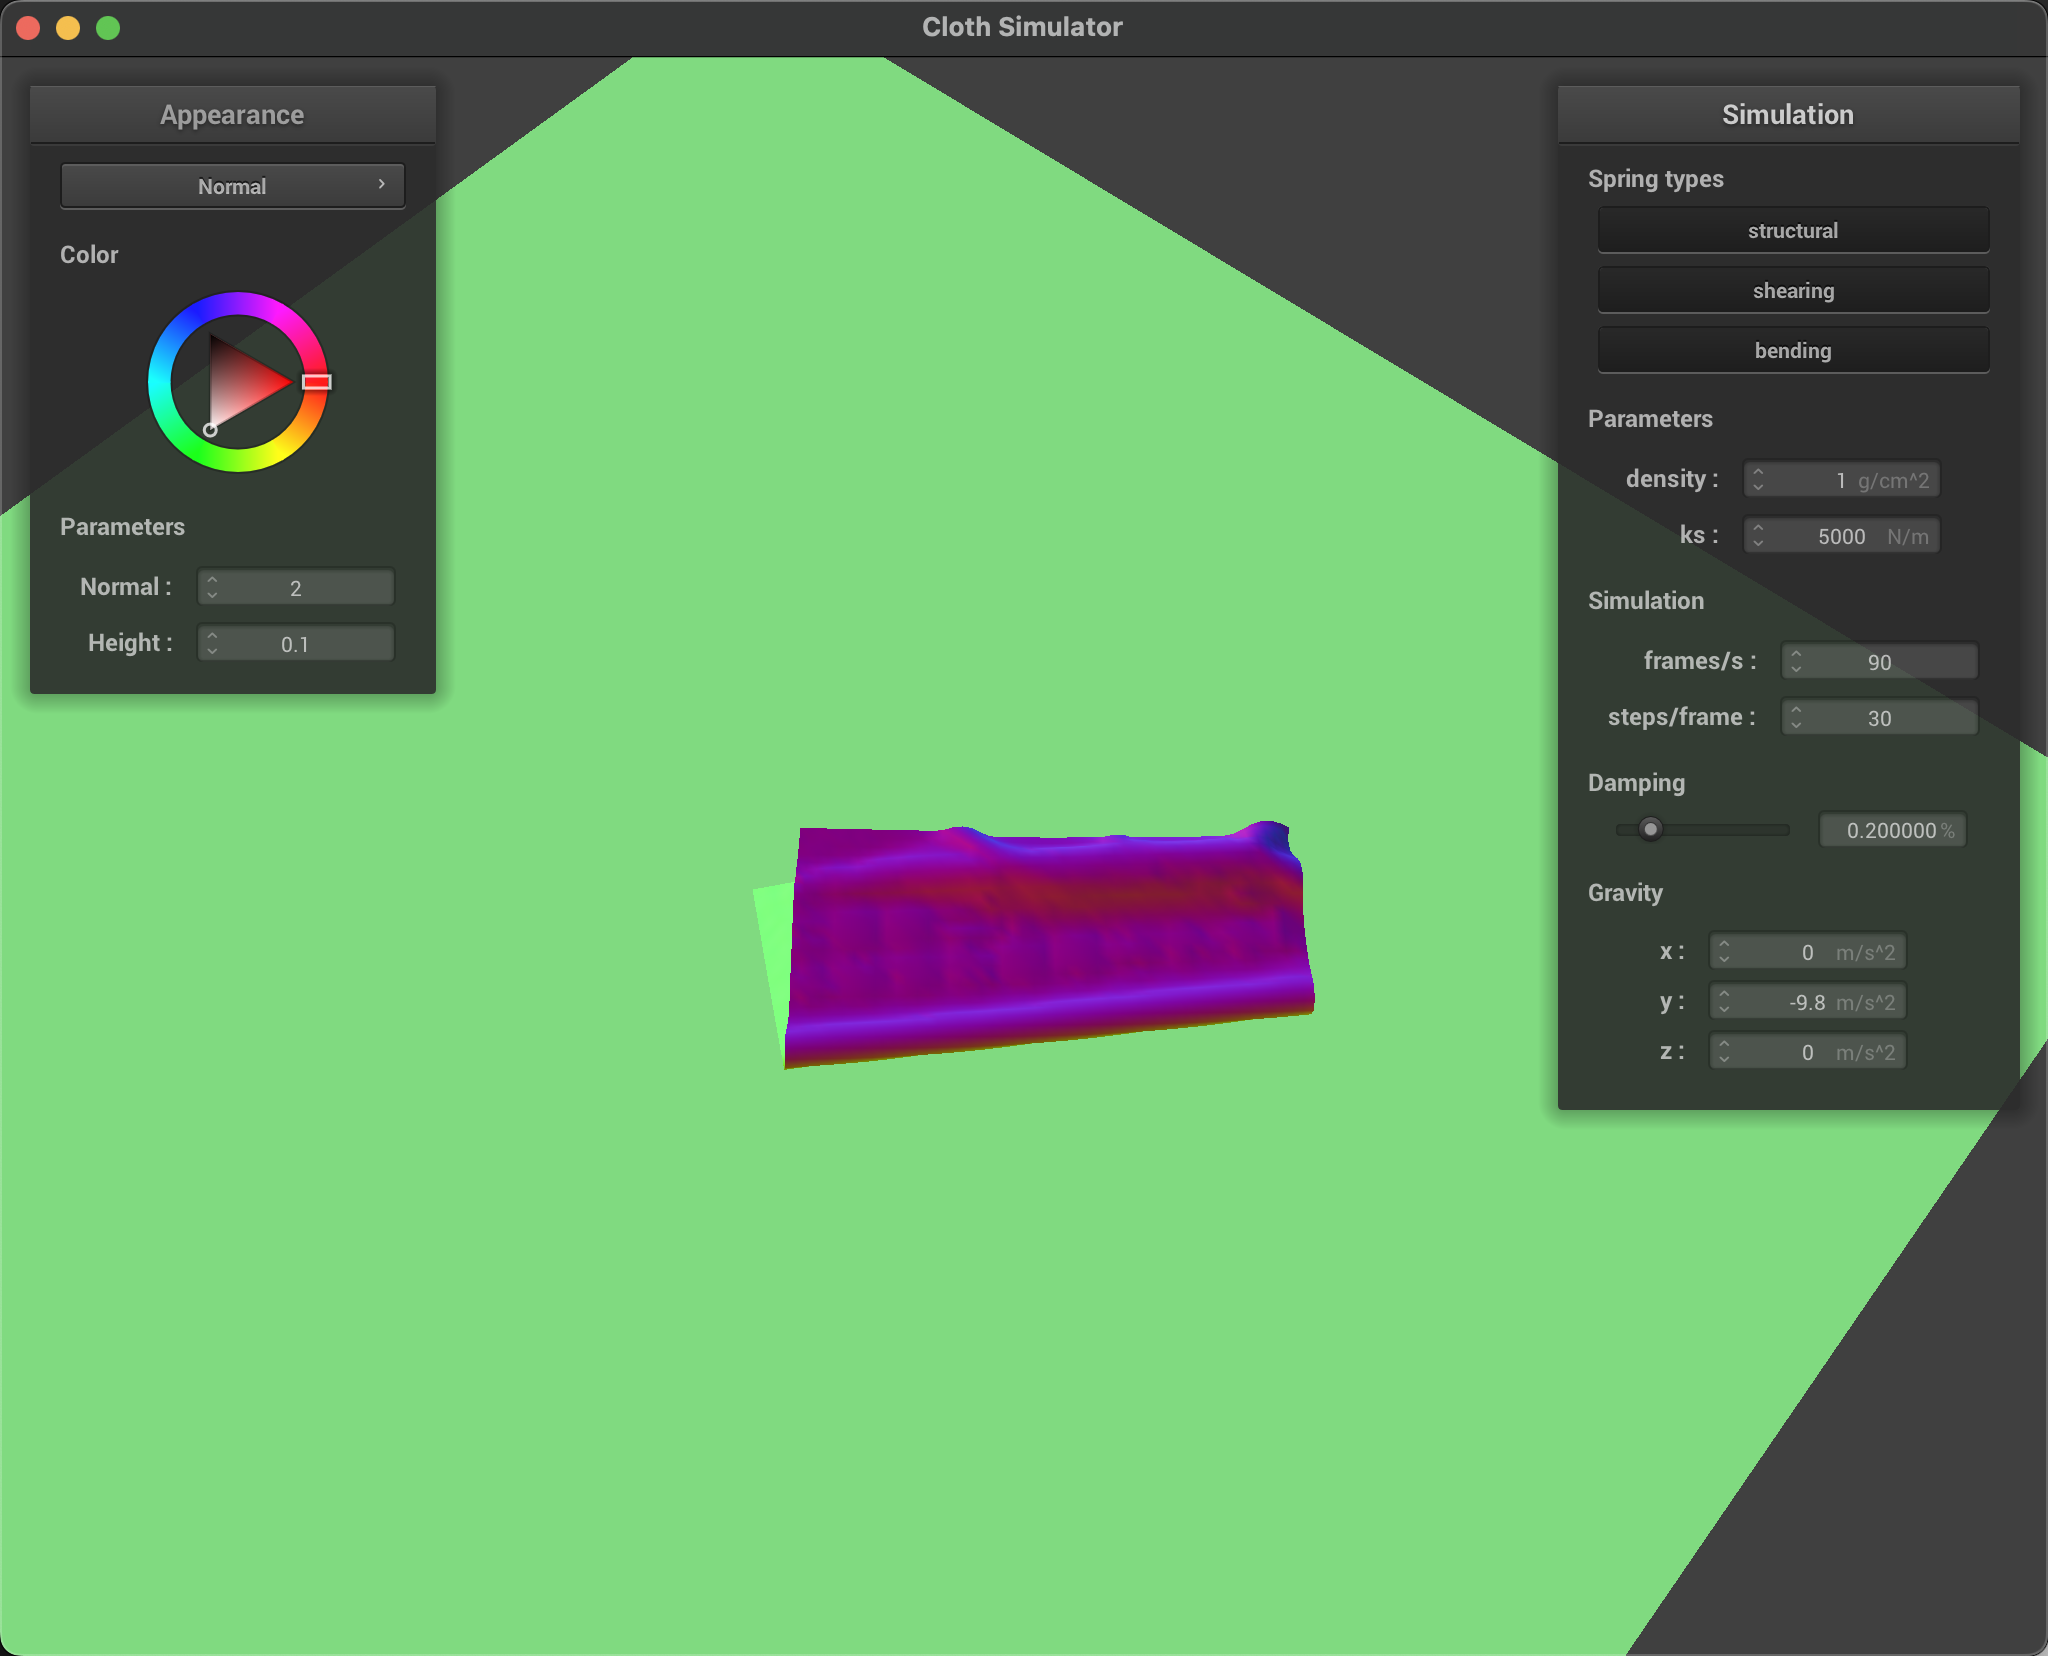 Cloth Simulator
Appearance
Normal
Color
Parameters
Normal : 2
Height : 0.1
Simulation
Spring types
structural
shearing
bending
Parameters
density : 1 g/cm^2
ks : 5000 N/m
Simulation
frames/s : 90
steps/frame : 30
Damping
0.200000 %
Gravity
x : 0 m/s^2
y : -9.8 m/s^2
z : 0 m/s^2